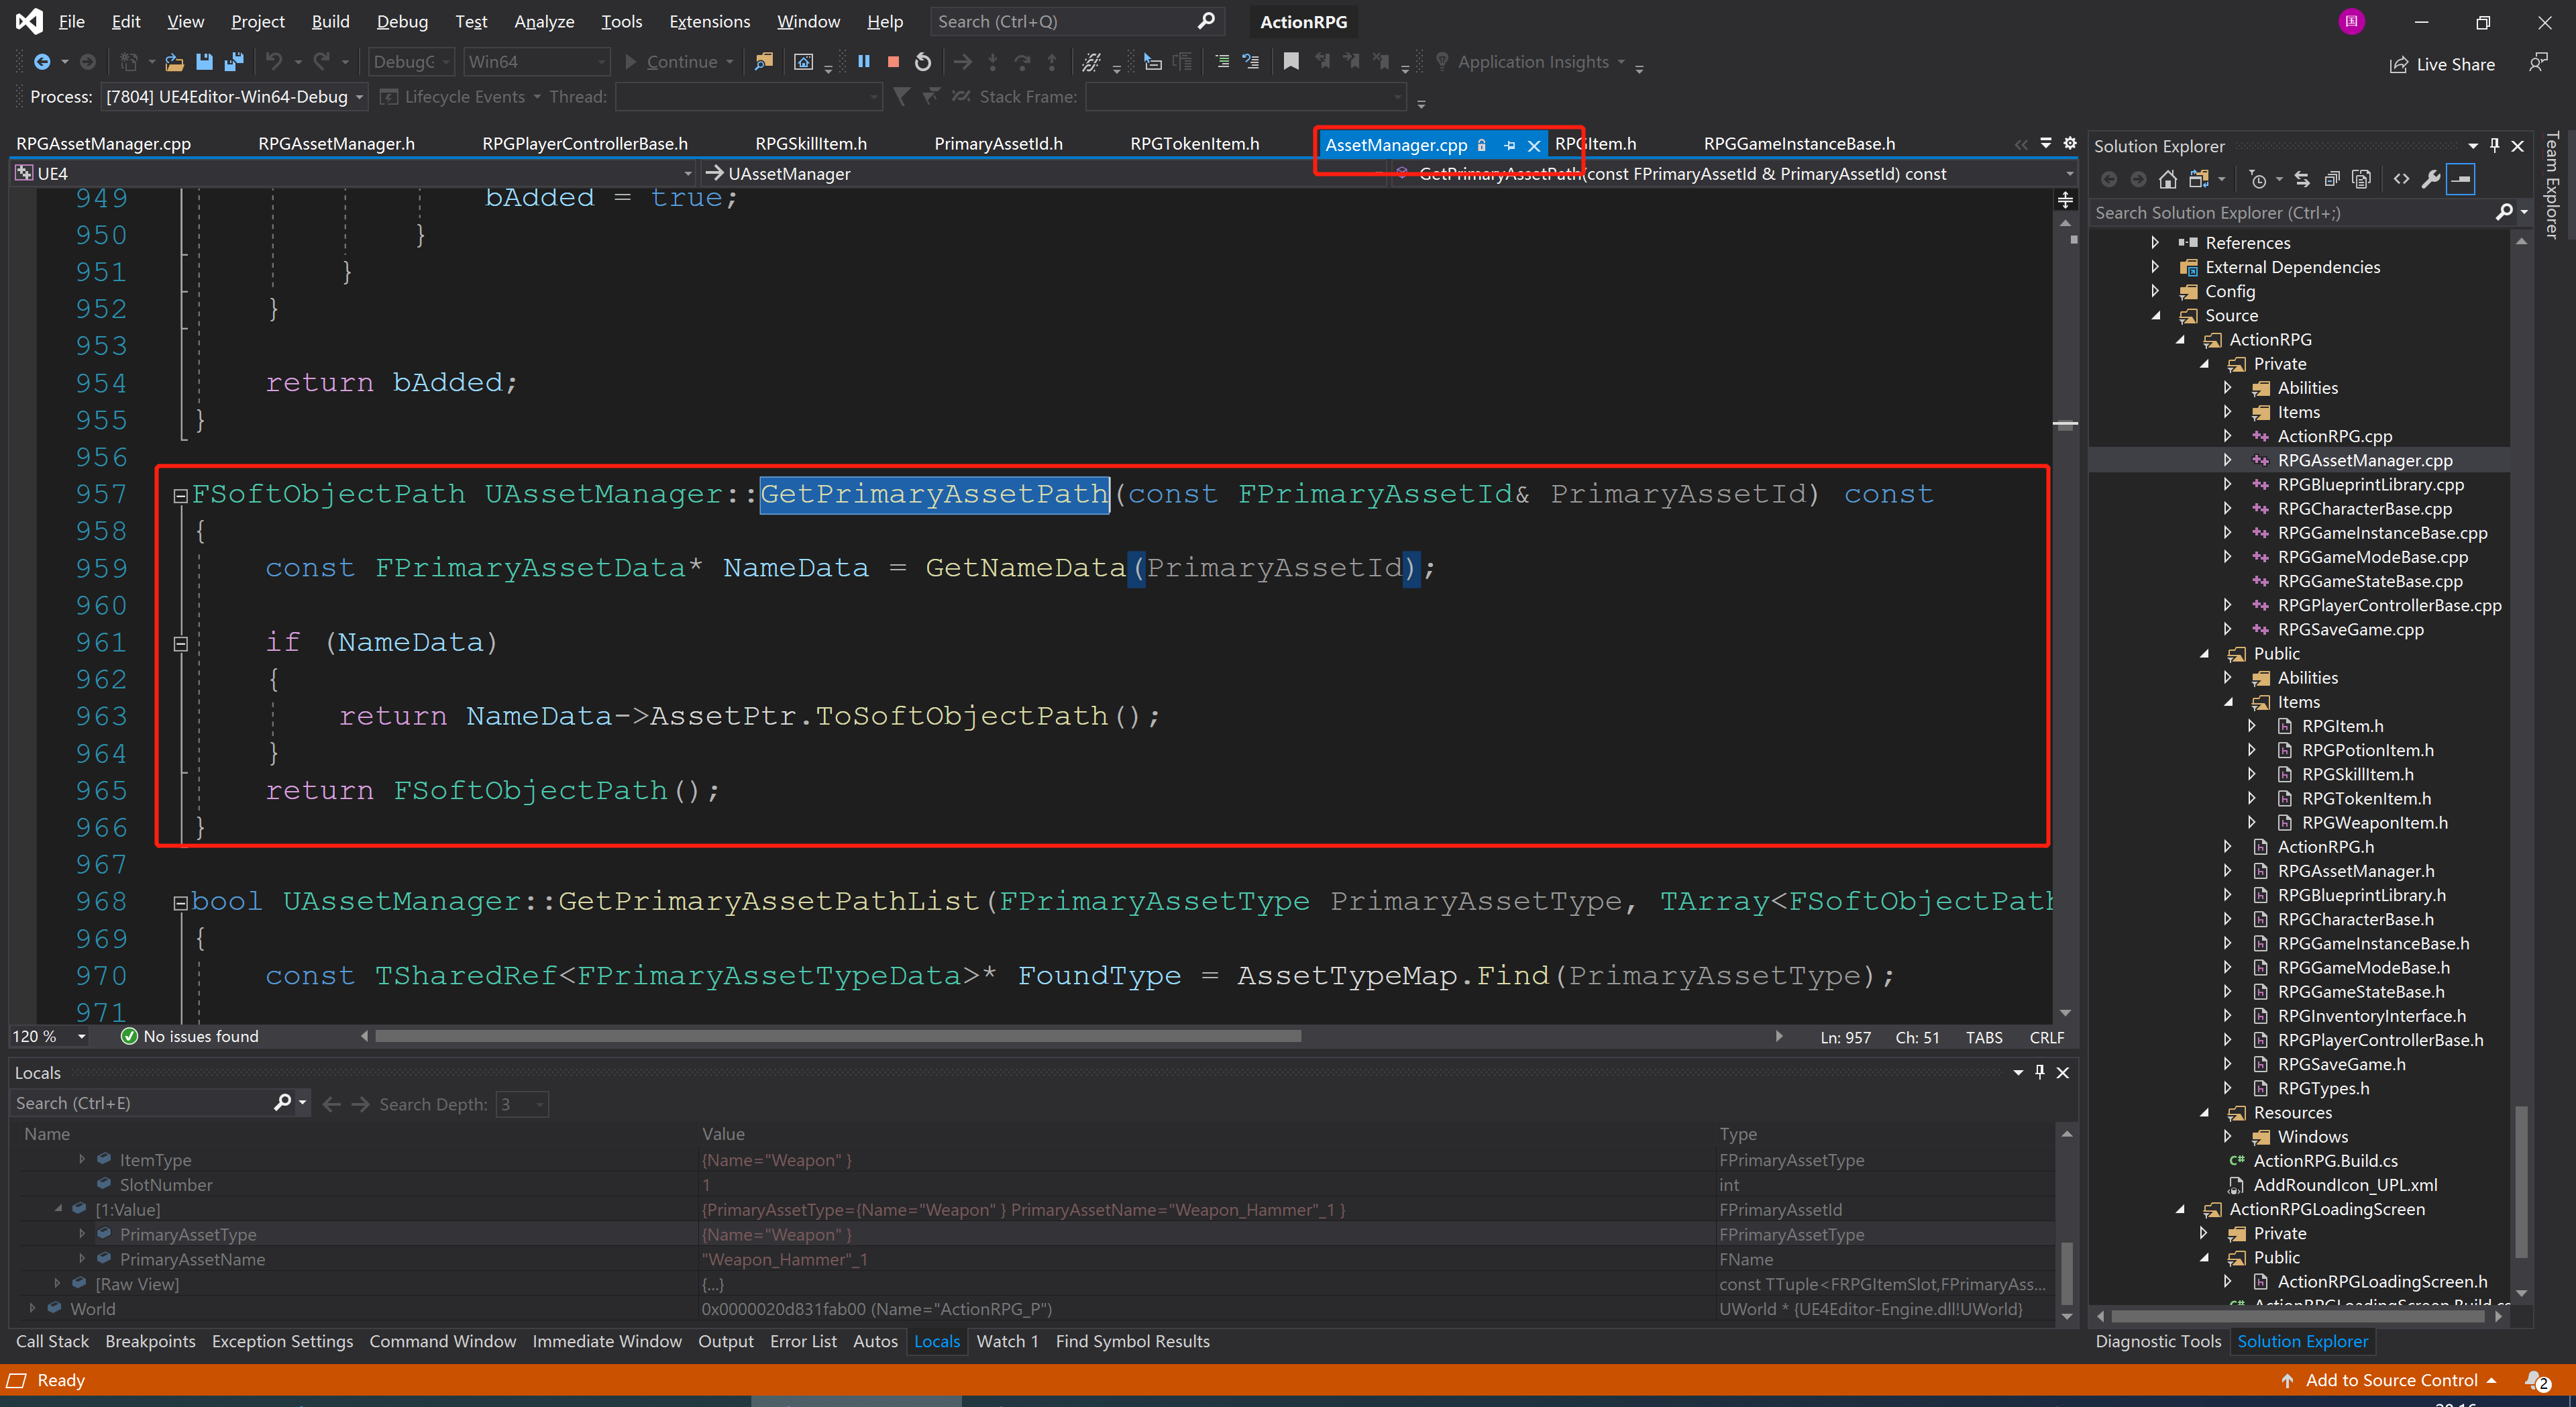 File Edit View Project Build Debug Test Analyze Tools Extensions Window Help Search (Ctrl+Q) ActionRPG 国
DebugG Win64 Continue Application Insights Live Share
Process: [7804] UE4Editor-Win64-Debug Lifecycle Events Thread: Stack Frame:
RPGAssetManager.cpp RPGAssetManager.h RPGPlayerControllerBase.h RPGSkillItem.h PrimaryAssetId.h RPGTokenItem.h AssetManager.cpp RPGItem.h RPGGameInstanceBase.h
UE4 UAssetManager GetPrimaryAssetPath(const FPrimaryAssetId & PrimaryAssetId) const
949 bAdded = true;
950 }
951 }
952 }
953
954 return bAdded;
955 }
956
957 FSoftObjectPath UAssetManager::GetPrimaryAssetPath(const FPrimaryAssetId& PrimaryAssetId) const
958 {
959 const FPrimaryAssetData* NameData = GetNameData(PrimaryAssetId);
960
961 if (NameData)
962 {
963 return NameData->AssetPtr.ToSoftObjectPath();
964 }
965 return FSoftObjectPath();
966 }
967
968 bool UAssetManager::GetPrimaryAssetPathList(FPrimaryAssetType PrimaryAssetType, TArray<FSoftObjectPath
969 {
970 const TSharedRef<FPrimaryAssetTypeData>* FoundType = AssetTypeMap.Find(PrimaryAssetType);
971
120 % No issues found Ln: 957 Ch: 51 TABS CRLF
Locals
Search (Ctrl+E) Search Depth: 3
Name Value Type
ItemType {Name="Weapon" } FPrimaryAssetType
SlotNumber 1 int
[1:Value] {PrimaryAssetType={Name="Weapon" } PrimaryAssetName="Weapon_Hammer"_1 } FPrimaryAssetId
PrimaryAssetType {Name="Weapon" } FPrimaryAssetType
PrimaryAssetName "Weapon_Hammer"_1 FName
[Raw View] {...} const TTuple<FRPGItemSlot,FPrimaryAss...
World 0x0000020d831fab00 (Name="ActionRPG_P") UWorld * {UE4Editor-Engine.dll!UWorld}
Call Stack Breakpoints Exception Settings Command Window Immediate Window Output Error List Autos Locals Watch 1 Find Symbol Results
Solution Explorer
Search Solution Explorer (Ctrl+;)
References
External Dependencies
Config
Source
ActionRPG
Private
Abilities
Items
ActionRPG.cpp
RPGAssetManager.cpp
RPGBlueprintLibrary.cpp
RPGCharacterBase.cpp
RPGGameInstanceBase.cpp
RPGGameModeBase.cpp
RPGGameStateBase.cpp
RPGPlayerControllerBase.cpp
RPGSaveGame.cpp
Public
Abilities
Items
RPGItem.h
RPGPotionItem.h
RPGSkillItem.h
RPGTokenItem.h
RPGWeaponItem.h
ActionRPG.h
RPGAssetManager.h
RPGBlueprintLibrary.h
RPGCharacterBase.h
RPGGameInstanceBase.h
RPGGameModeBase.h
RPGGameStateBase.h
RPGInventoryInterface.h
RPGPlayerControllerBase.h
RPGSaveGame.h
RPGTypes.h
Resources
Windows
ActionRPG.Build.cs
AddRoundIcon_UPL.xml
ActionRPGLoadingScreen
Private
Public
ActionRPGLoadingScreen.h
Diagnostic Tools Solution Explorer
Team Explorer
Ready Add to Source Control 2